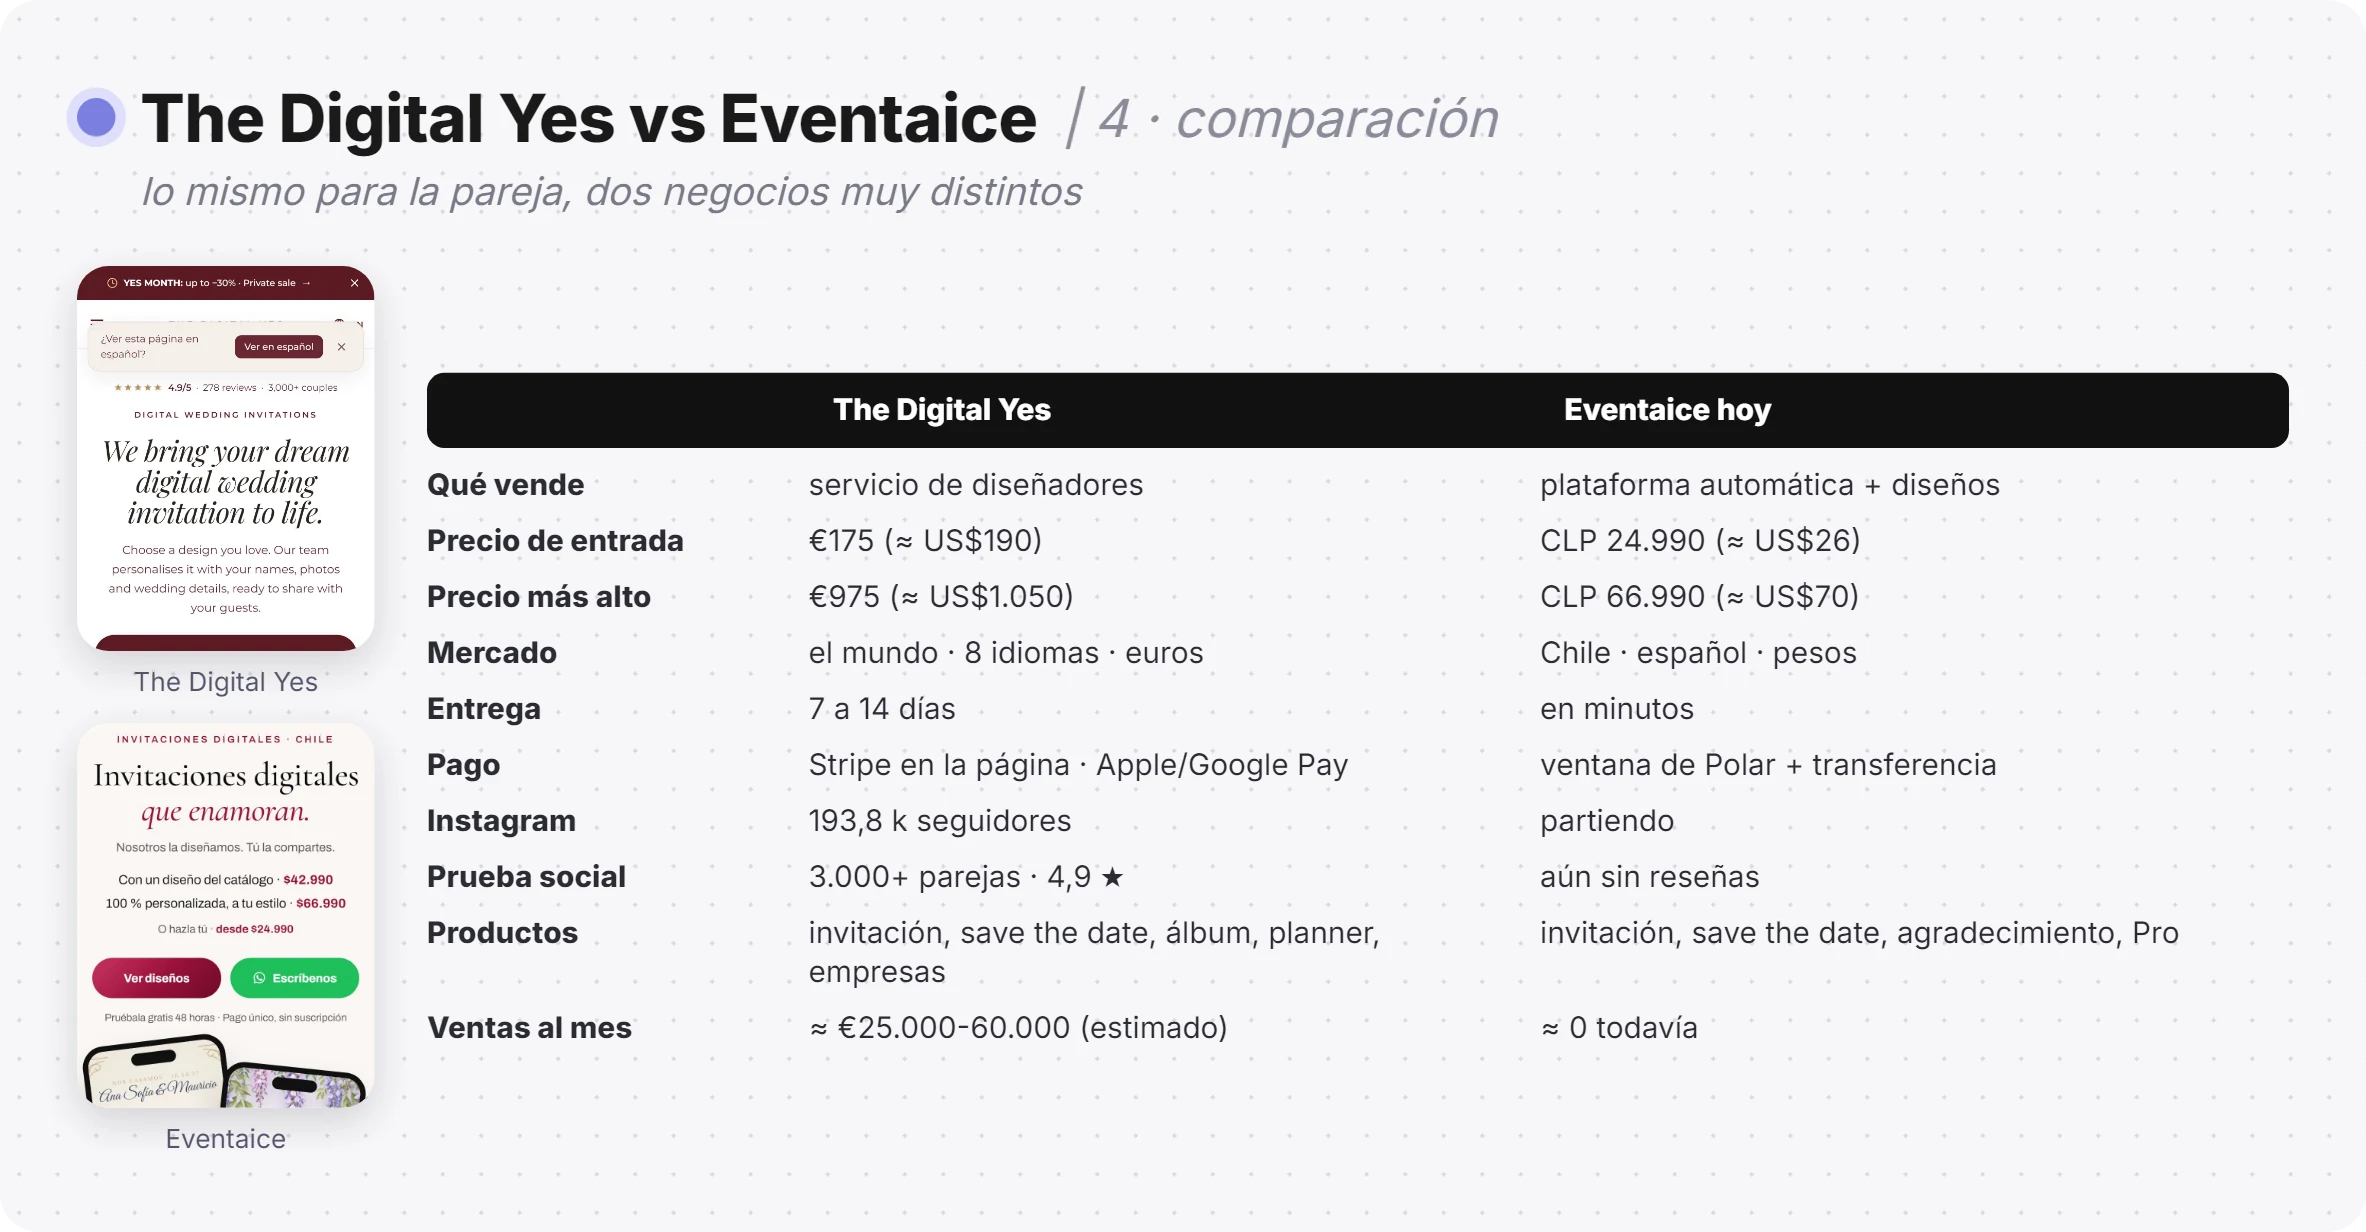 The Digital Yes vs Eventaice | 4 · comparación
lo mismo para la pareja, dos negocios muy distintos
YES MONTH: up to −30% · Private sale → ×
¿Ver esta página en
español?
Ver en español ×
★★★★★ 4.9/5 · 278 reviews · 3,000+ couples
DIGITAL WEDDING INVITATIONS
We bring your dream
digital wedding
invitation to life.
Choose a design you love. Our team
personalises it with your names, photos
and wedding details, ready to share with
your guests.
The Digital Yes
INVITACIONES DIGITALES · CHILE
Invitaciones digitales
que enamoran.
Nosotros la diseñamos. Tú la compartes.
Con un diseño del catálogo · $42.990
100 % personalizada, a tu estilo · $66.990
O hazla tú · desde $24.990
Ver diseños
Escríbenos
Pruébala gratis 48 horas · Pago único, sin suscripción
Ana Sofía & Mauricio
Eventaice
The Digital Yes Eventaice hoy
Qué vende servicio de diseñadores plataforma automática + diseños
Precio de entrada €175 (≈ US$190) CLP 24.990 (≈ US$26)
Precio más alto €975 (≈ US$1.050) CLP 66.990 (≈ US$70)
Mercado el mundo · 8 idiomas · euros Chile · español · pesos
Entrega 7 a 14 días en minutos
Pago Stripe en la página · Apple/Google Pay ventana de Polar + transferencia
Instagram 193,8 k seguidores partiendo
Prueba social 3.000+ parejas · 4,9 ★ aún sin reseñas
Productos invitación, save the date, álbum, planner, invitación, save the date, agradecimiento, Pro
empresas
Ventas al mes ≈ €25.000-60.000 (estimado) ≈ 0 todavía